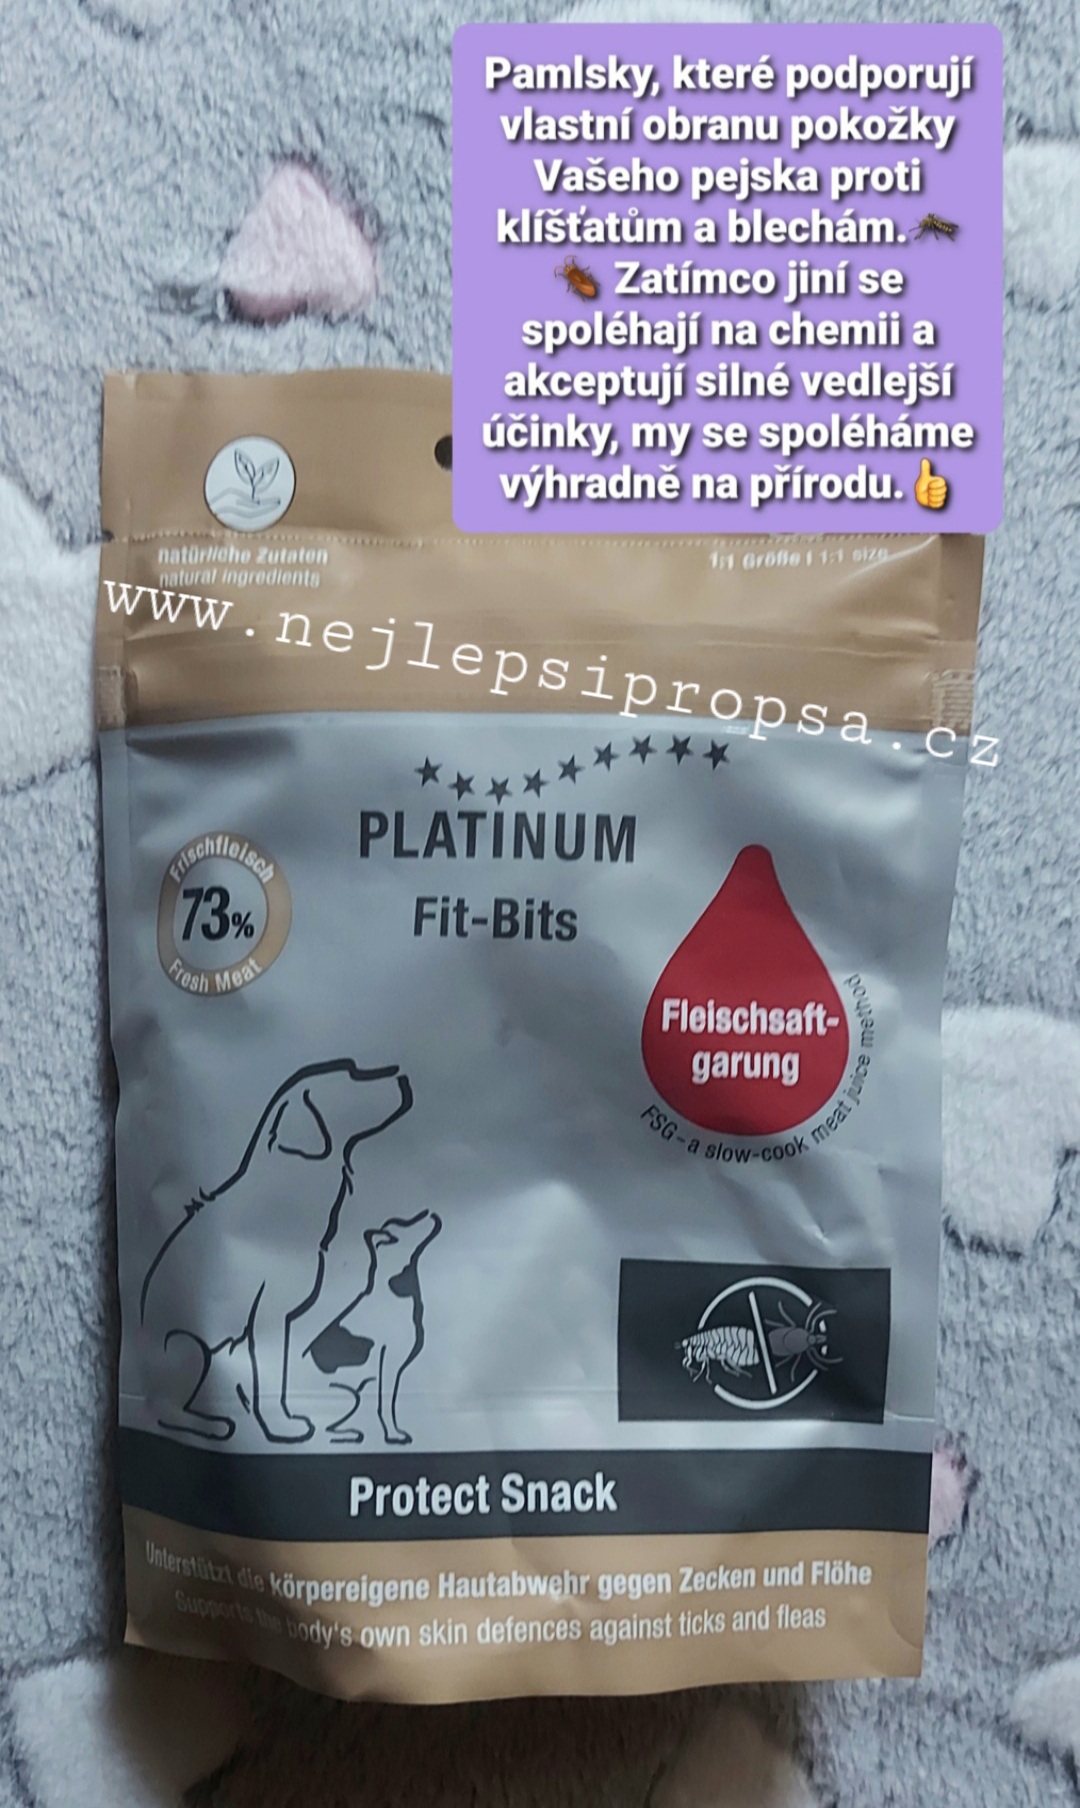 Pamlsky, které podporují
vlastní obranu pokožky
Vašeho pejska proti
klíšťatům a blechám.🦟
🪳 Zatímco jiní se
spoléhají na chemii a
akceptují silné vedlejší
účinky, my se spoléháme
výhradně na přírodu.👍
natürliche Zutaten
natural ingredients
1:1 Größe I 1:1 size
www.nejlepsipropsa.cz
PLATINUM
Fit-Bits
Frischfleisch
73%
Fresh Meat
Fleischsaft-
garung
FSG - a slow-cook meat juice method
Protect Snack
Unterstützt die körpereigene Hautabwehr gegen Zecken und Flöhe
Supports the body's own skin defences against ticks and fleas